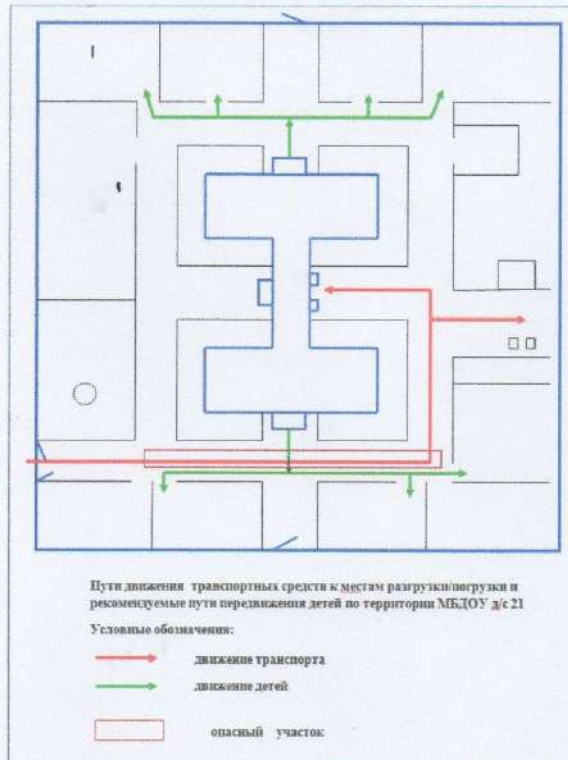 Пути движения транспортных средств к местам разгрузки/погрузки и
рекомендуемые пути передвижения детей по территории МБДОУ д/с 21
Условные обозначения:
движение транспорта
движение детей
опасный участок